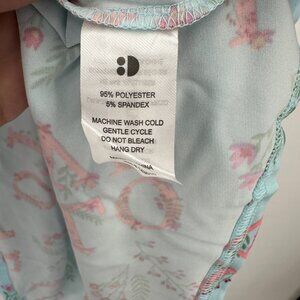 95% POLYESTER
5% SPANDEX
MACHINE WASH COLD
GENTLE CYCLE
DO NOT BLEACH
HANG DRY